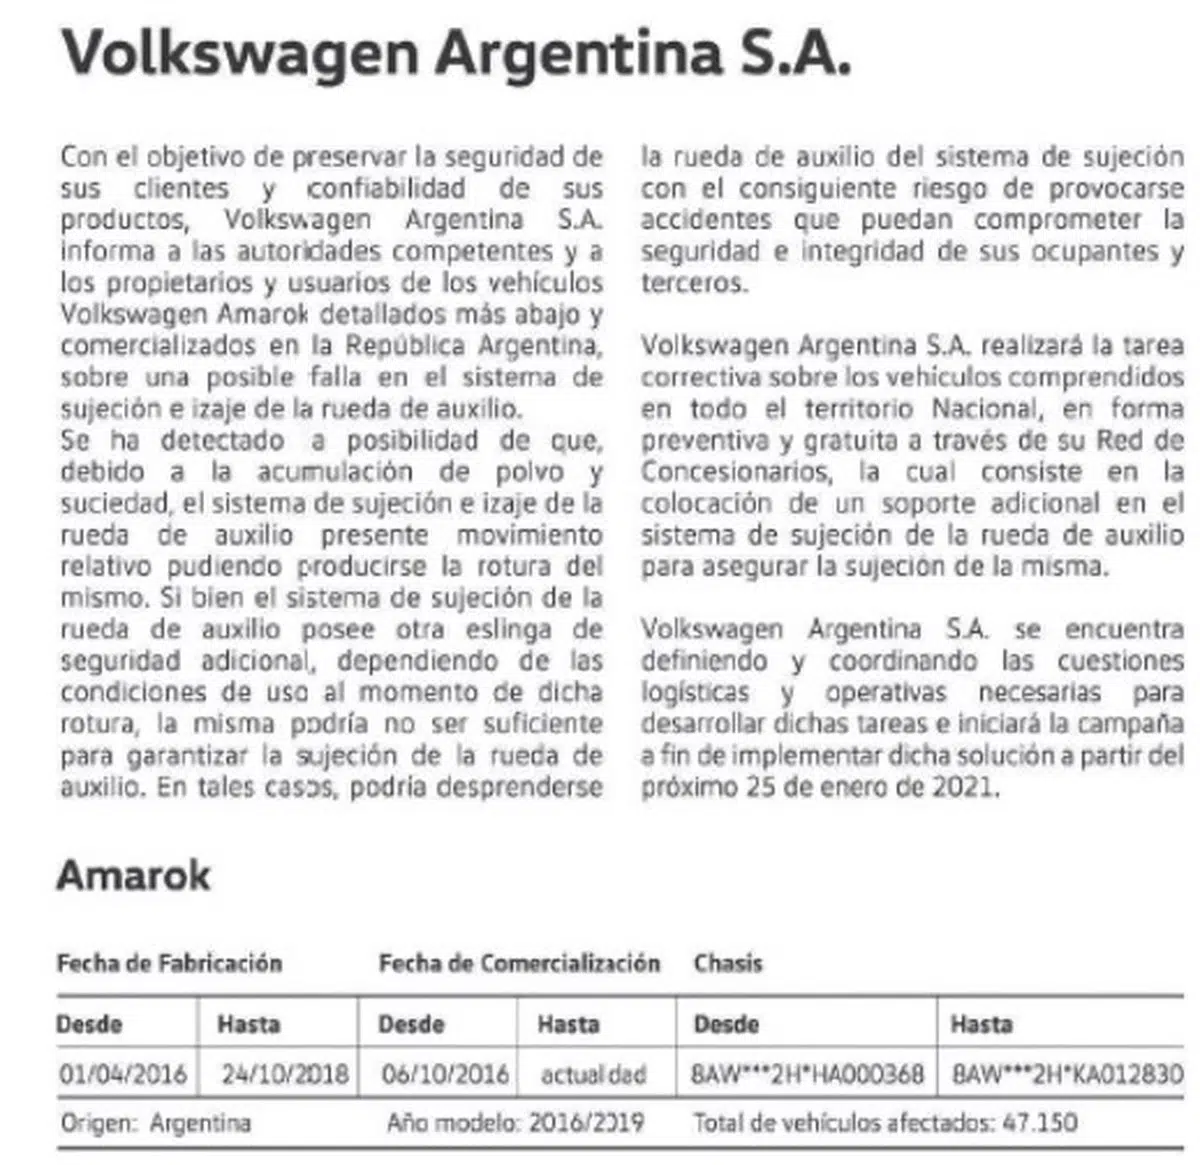 Volkswagen Argentina S.A.
Con el objetivo de preservar la seguridad de
sus clientes y confiabilidad de sus
productos, Volkswagen Argentina S.A.
informa a las autoridades competentes y a
los propietarios y usuarios de los vehículos
Volkswagen Amarok detallados más abajo y
comercializados en la República Argentina,
sobre una posible falla en el sistema de
sujeción e izaje de la rueda de auxilio.
Se ha detectado a posibilidad de que,
debido a la acumulación de polvo y
suciedad, el sistema de sujeción e izaje de la
rueda de auxilio presente movimiento
relativo pudiendo producirse la rotura del
mismo. Si bien el sistema de sujeción de la
rueda de auxilio posee otra eslinga de
seguridad adicional, dependiendo de las
condiciones de uso al momento de dicha
rotura, la misma podría no ser suficiente
para garantizar la sujeción de la rueda de
auxilio. En tales casos, podría desprenderse
la rueda de auxilio del sistema de sujeción
con el consiguiente riesgo de provocarse
accidentes que puedan comprometer la
seguridad e integridad de sus ocupantes y
terceros.
Volkswagen Argentina S.A. realizará la tarea
correctiva sobre los vehículos comprendidos
en todo el territorio Nacional, en forma
preventiva y gratuita a través de su Red de
Concesionarios, la cual consiste en la
colocación de un soporte adicional en el
sistema de sujeción de la rueda de auxilio
para asegurar la sujeción de la misma.
Volkswagen Argentina S.A. se encuentra
definiendo y coordinando las cuestiones
logísticas y operativas necesarias para
desarrollar dichas tareas e iniciará la campaña
a fin de implementar dicha solución a partir del
próximo 25 de enero de 2021.
Amarok
Fecha de Fabricación Fecha de Comercialización Chasis
Desde Hasta Desde Hasta Desde Hasta
01/04/2016 24/10/2018 06/10/2016 actualidad 8AW***2H*HA000368 8AW***2H*KA012830
Origen: Argentina Año modelo: 2016/2019 Total de vehículos afectados: 47.150